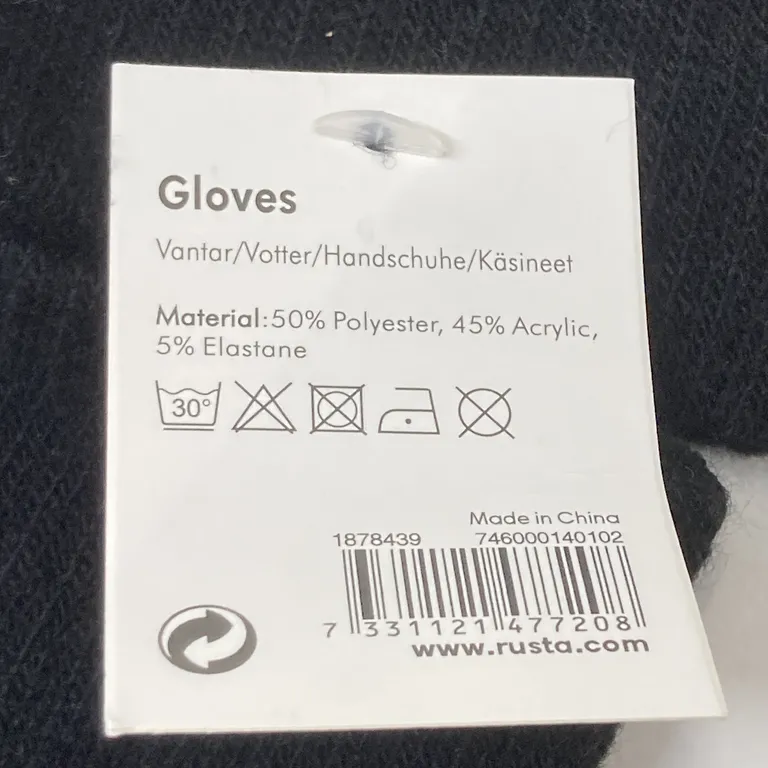 Gloves
Vantar/Votter/Handschuhe/Käsineet
Material:50% Polyester, 45% Acrylic,
5% Elastane
30°
Made in China
1878439 746000140102
7 331121 477208
www.rusta.com